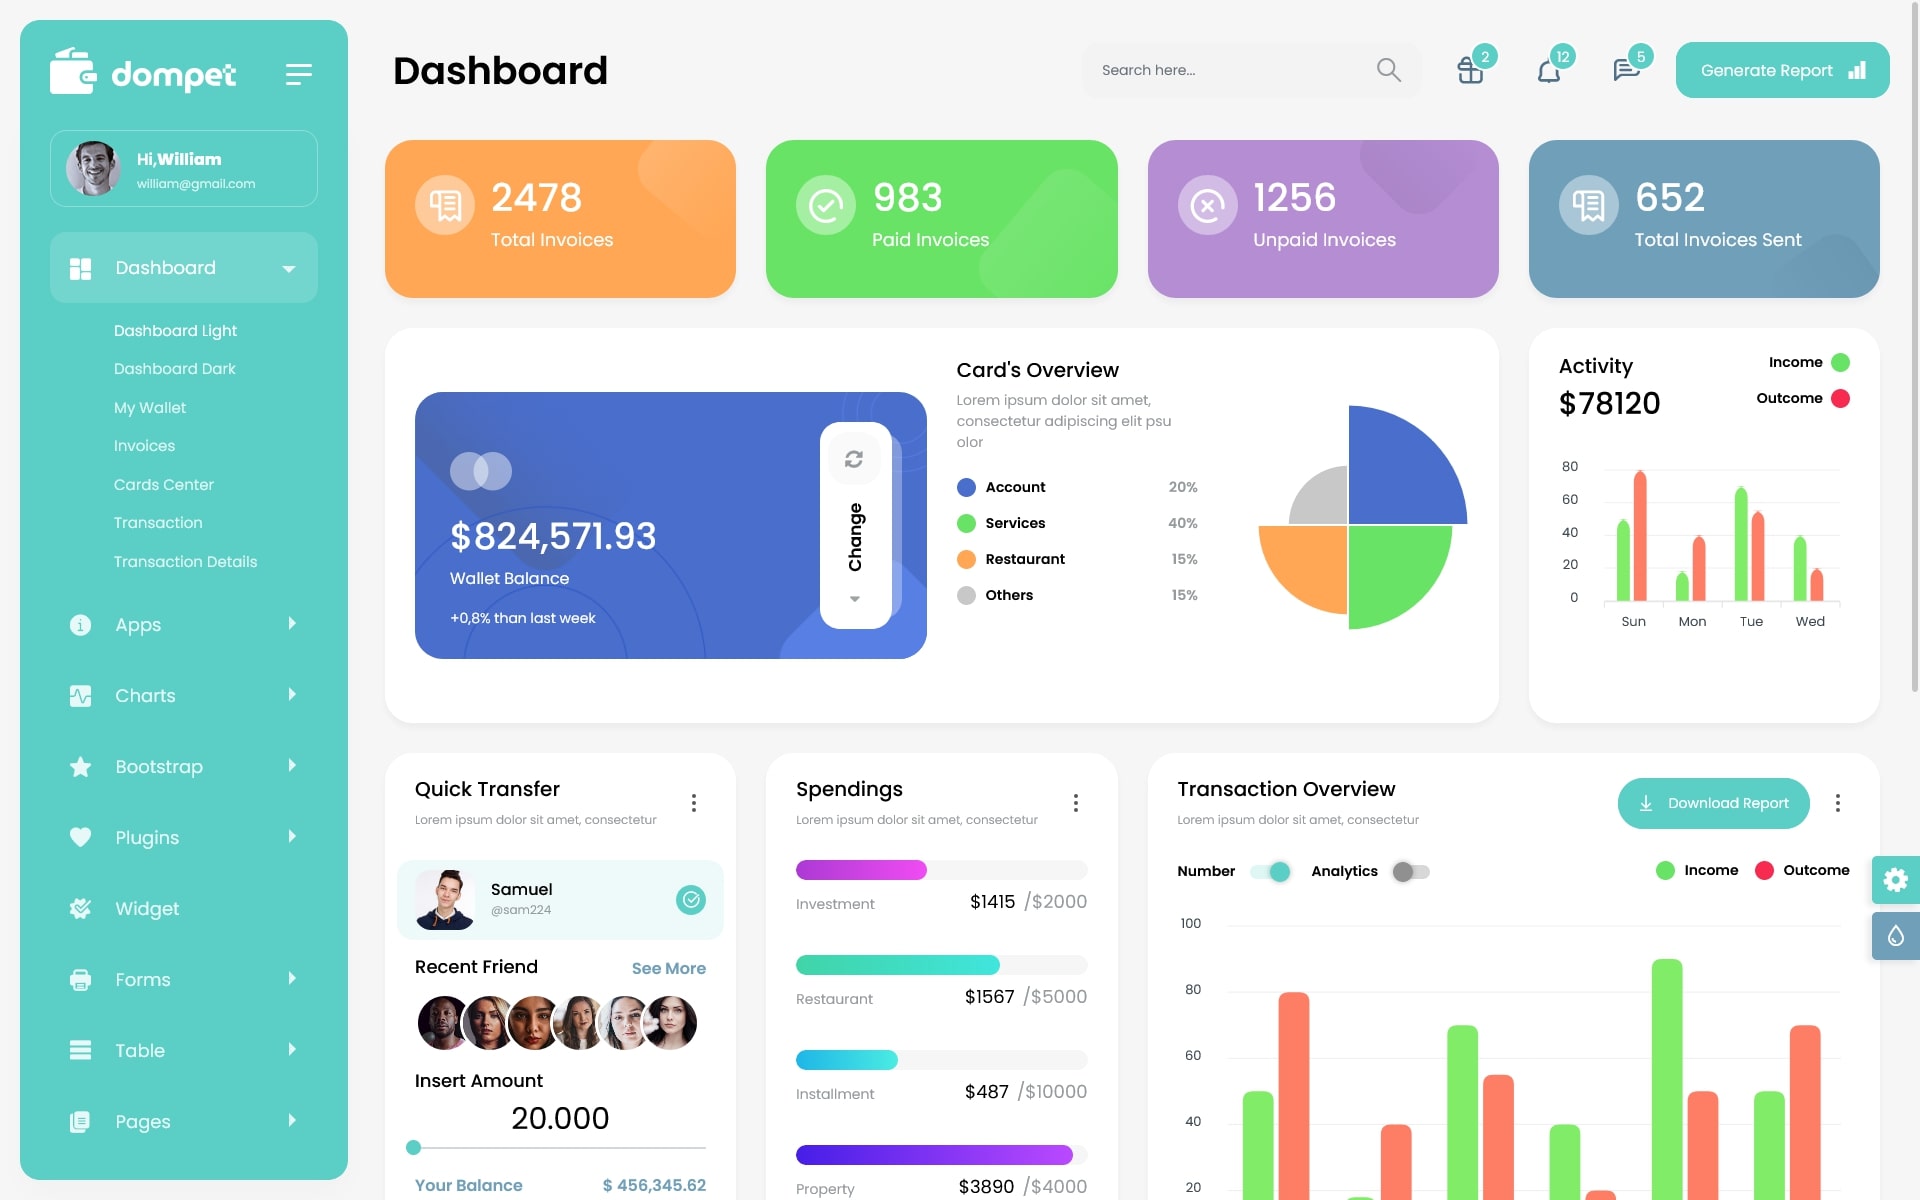 dompet
Hi,William
william@gmail.com
Dashboard
Dashboard Light
Dashboard Dark
My Wallet
Invoices
Cards Center
Transaction
Transaction Details
Apps
Charts
Bootstrap
Plugins
Widget
Forms
Table
Pages
Dashboard
Search here...
2
12
5
Generate Report
2478
Total Invoices
983
Paid Invoices
1256
Unpaid Invoices
652
Total Invoices Sent
$824,571.93
Wallet Balance
+0,8% than last week
Change
Card's Overview
Lorem ipsum dolor sit amet,
consectetur adipiscing elit psu
olor
Account 20%
Services 40%
Restaurant 15%
Others 15%
Activity
$78120
Income
Outcome
80
60
40
20
0
Sun Mon Tue Wed
Quick Transfer
Lorem ipsum dolor sit amet, consectetur
Samuel
@sam224
Recent Friend See More
Insert Amount
20.000
Your Balance $ 456,345.62
Spendings
Lorem ipsum dolor sit amet, consectetur
Investment $1415 /$2000
Restaurant $1567 /$5000
Installment $487 /$10000
Property $3890 /$4000
Transaction Overview
Lorem ipsum dolor sit amet, consectetur
Download Report
Number Analytics Income Outcome
100
80
60
40
20